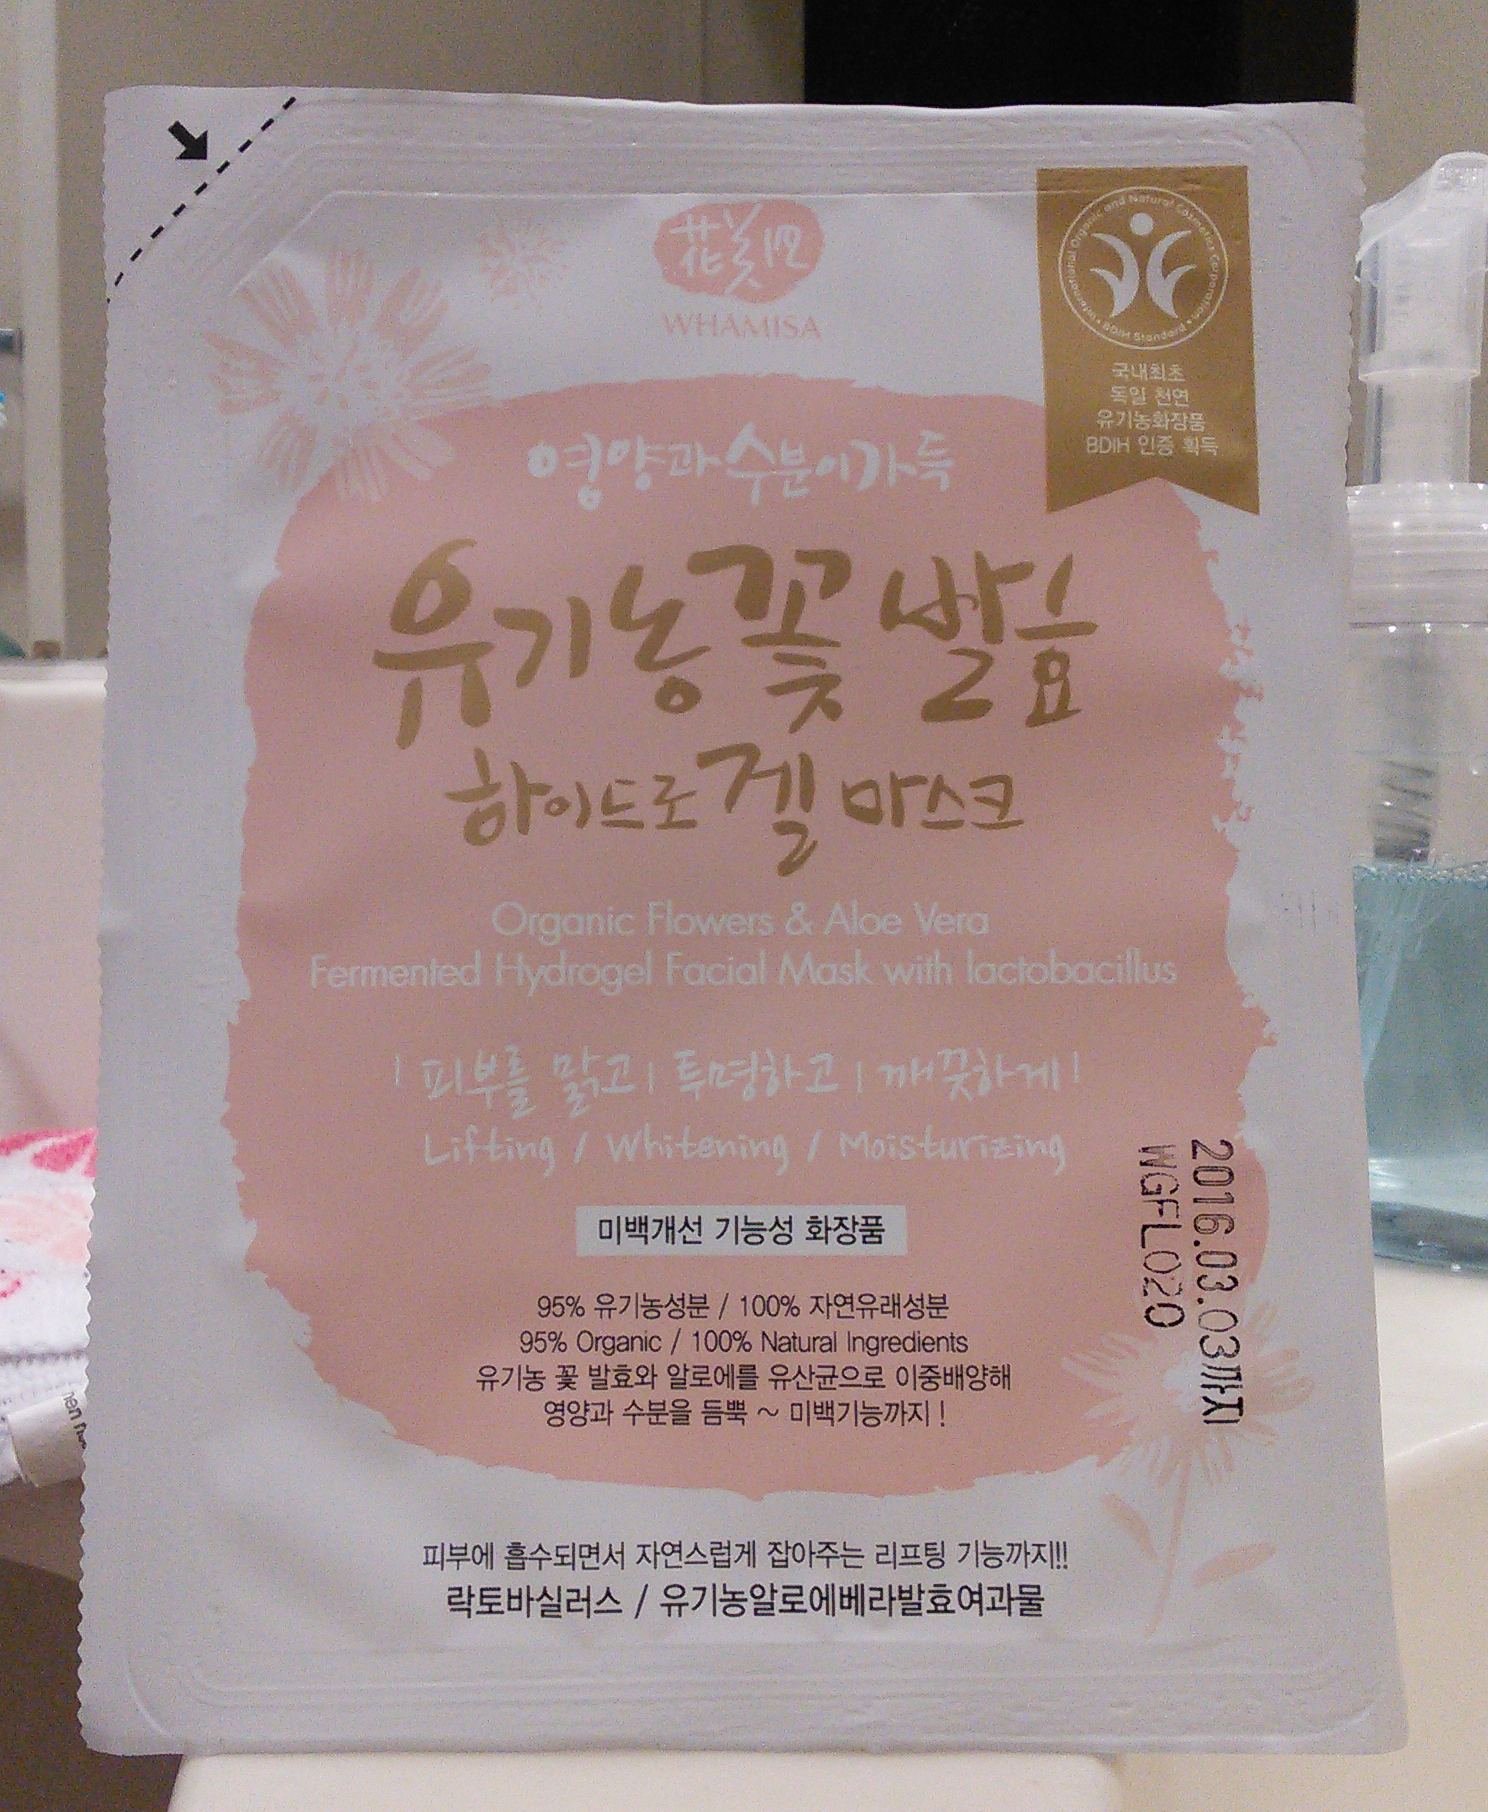 花꽃
WHAMISA
International Organic and Natural Cosmetics Corporation • BDIH Standard •
국내최초
독일 천연
유기농화장품
BDIH 인증 획득
영양과 수분이 가득
유기농 꽃 발효
하이드로겔 마스크
Organic Flowers & Aloe Vera
Fermented Hydrogel Facial Mask with lactobacillus
| 피부를 맑고 | 투명하고 | 깨끗하게 |
Lifting / Whitening / Moisturizing
미백개선 기능성 화장품
95% 유기농성분 / 100% 자연유래성분
95% Organic / 100% Natural Ingredients
유기농 꽃 발효와 알로에를 유산균으로 이중배양해
영양과 수분을 듬뿍 ~ 미백기능까지 !
2016.03.03까지
WGFL020
피부에 흡수되면서 자연스럽게 잡아주는 리프팅 기능까지!!
락토바실러스 / 유기농알로에베라발효여과물